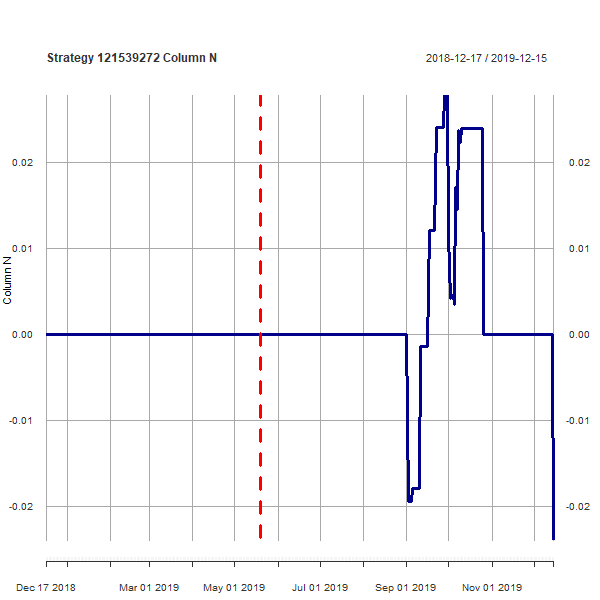 Strategy 121539272 Column N
2018-12-17 / 2019-12-15
0.02 0.02
0.01 0.01
0.00 0.00
-0.01 -0.01
-0.02 -0.02
Column N
Dec 17 2018 Mar 01 2019 May 01 2019 Jul 01 2019 Sep 01 2019 Nov 01 2019